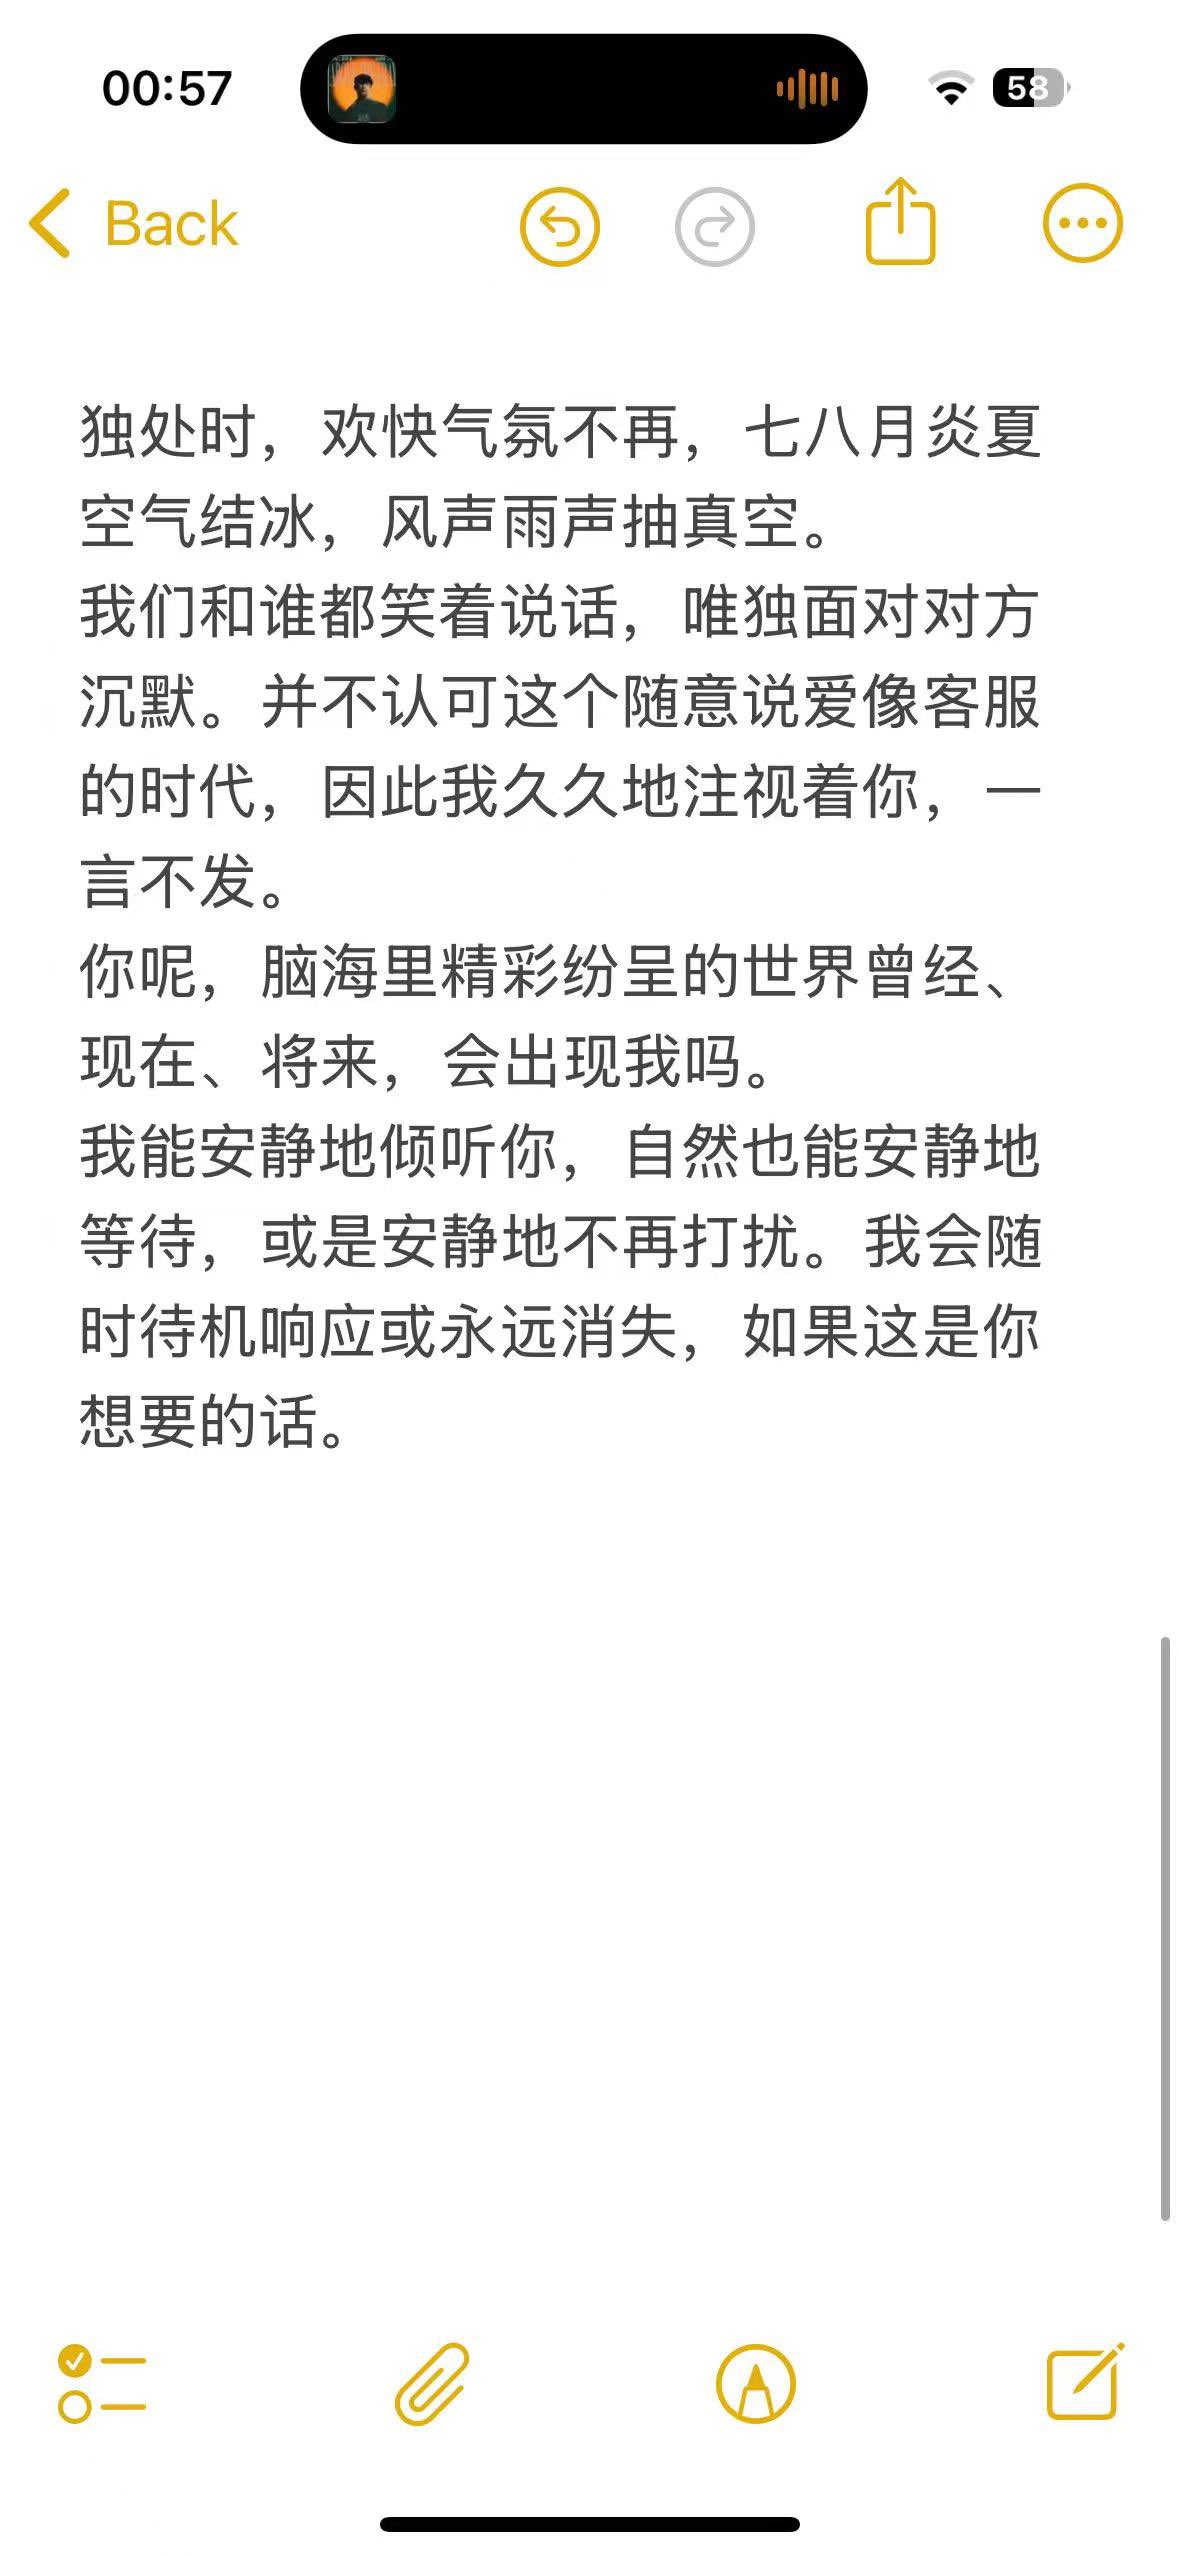 00:57
58
Back
独处时，欢快气氛不再，七八月炎夏
空气结冰，风声雨声抽真空。
我们和谁都笑着说话，唯独面对对方
沉默。并不认可这个随意说爱像客服
的时代，因此我久久地注视着你，一
言不发。
你呢，脑海里精彩纷呈的世界曾经、
现在、将来，会出现我吗。
我能安静地倾听你，自然也能安静地
等待，或是安静地不再打扰。我会随
时待机响应或永远消失，如果这是你
想要的话。